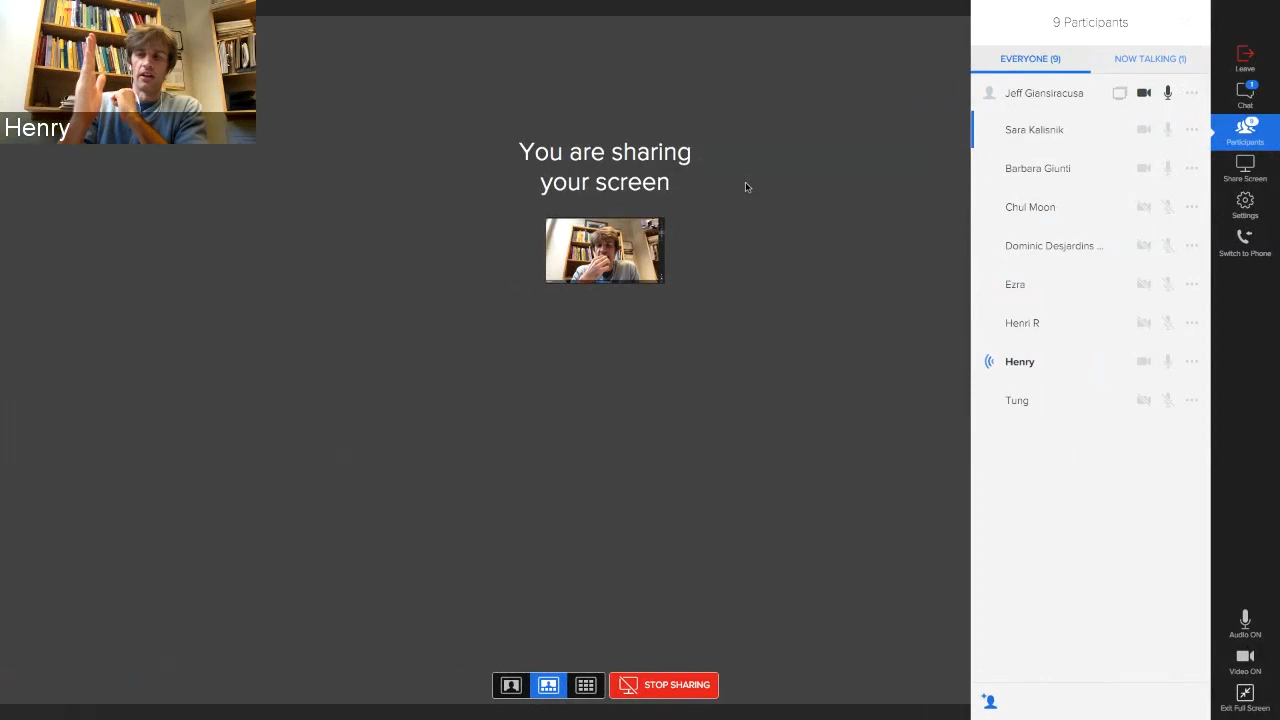 Henry
You are sharing
your screen
STOP SHARING
9 Participants
EVERYONE (9)
NOW TALKING (1)
Jeff Giansiracusa
Sara Kalisnik
Barbara Giunti
Chul Moon
Dominic Desjardins ...
Ezra
Henri R
Henry
Tung
Leave
1
Chat
9
Participants
Share Screen
Settings
Switch to Phone
Audio ON
Video ON
Exit Full Screen